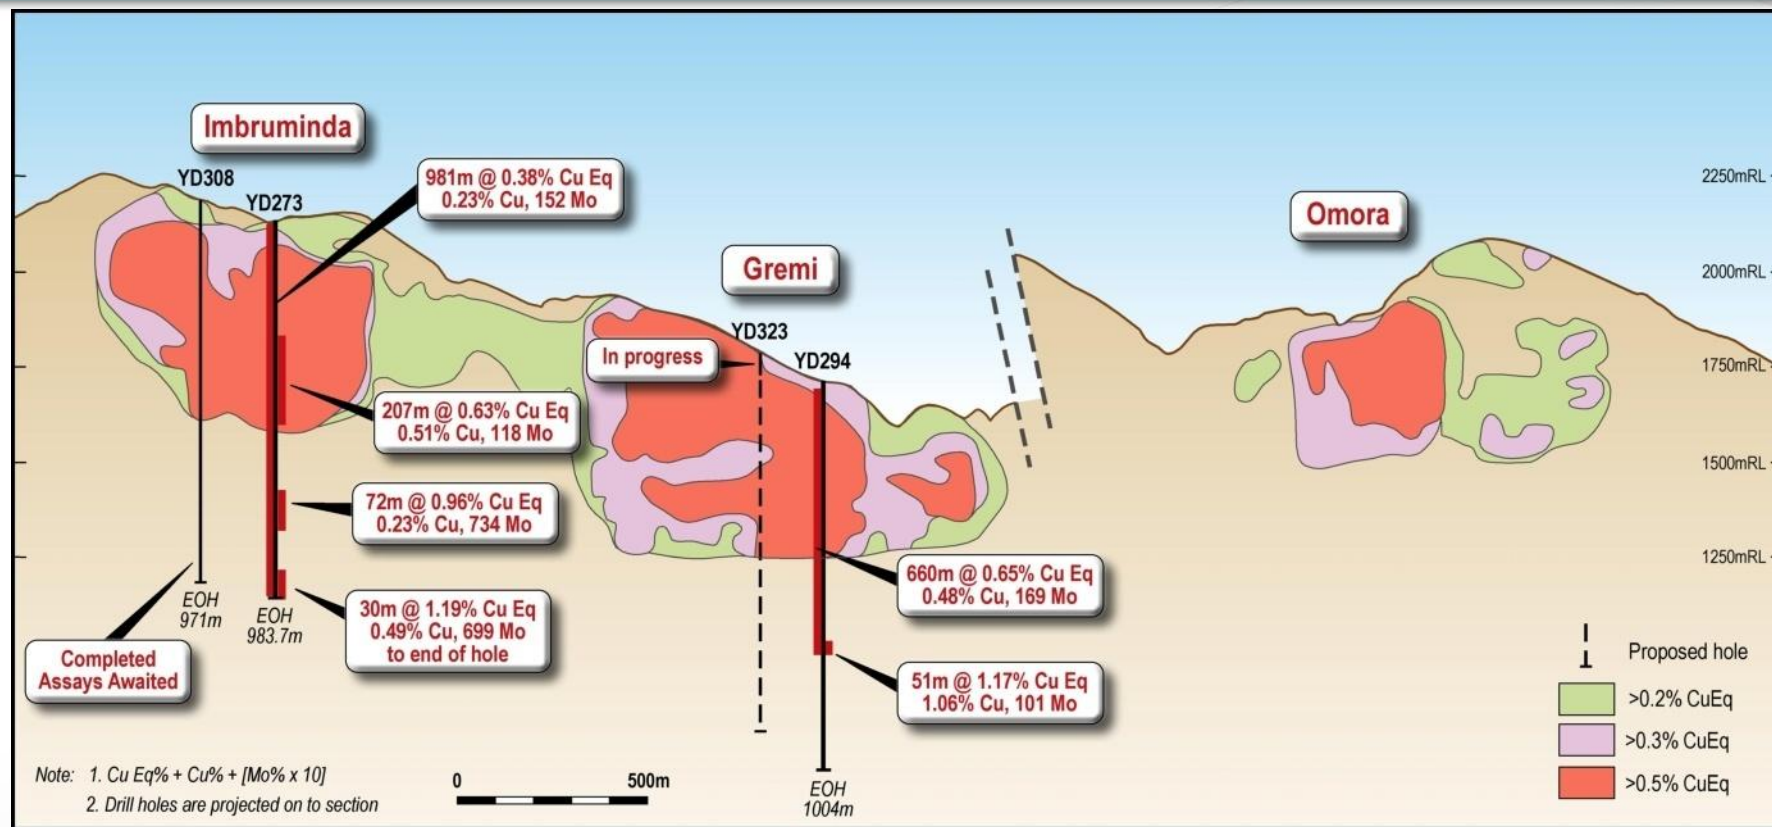 Imbruminda
YD308
YD273
981m @ 0.38% Cu Eq
0.23% Cu, 152 Mo
207m @ 0.63% Cu Eq
0.51% Cu, 118 Mo
72m @ 0.96% Cu Eq
0.23% Cu, 734 Mo
30m @ 1.19% Cu Eq
0.49% Cu, 699 Mo
to end of hole
EOH
971m
EOH
983.7m
Completed
Assays Awaited
Gremi
YD323
In progress
YD294
660m @ 0.65% Cu Eq
0.48% Cu, 169 Mo
51m @ 1.17% Cu Eq
1.06% Cu, 101 Mo
EOH
1004m
Omora
2250mRL
2000mRL
1750mRL
1500mRL
1250mRL
Proposed hole
>0.2% CuEq
>0.3% CuEq
>0.5% CuEq
Note: 1. Cu Eq% + Cu% + [Mo% x 10]
2. Drill holes are projected on to section
0 500m